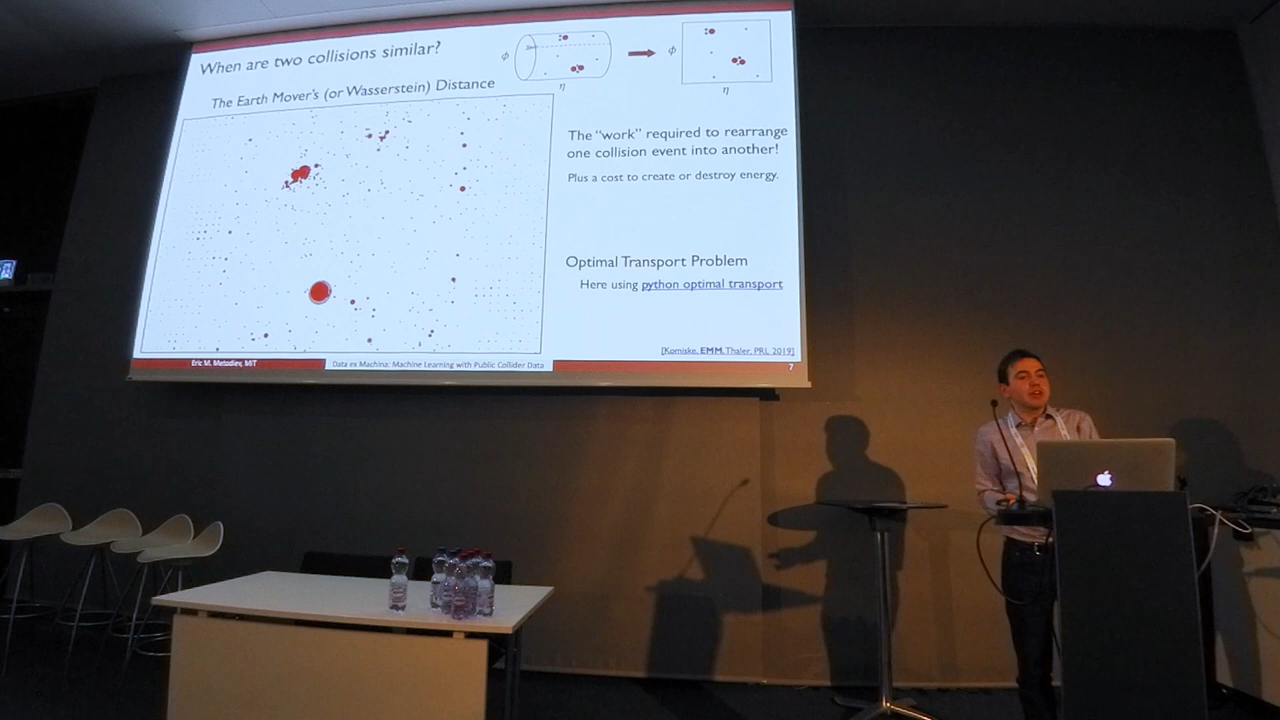 When are two collisions similar?
The Earth Mover's (or Wasserstein) Distance
ϕ
η
ϕ
η
The "work" required to rearrange
one collision event into another!
Plus a cost to create or destroy energy.
Optimal Transport Problem
Here using python optimal transport
[Komiske, EMM, Thaler, PRL 2019]
Eric M. Metodiev, MIT
Data ex Machina: Machine Learning with Public Collider Data
7